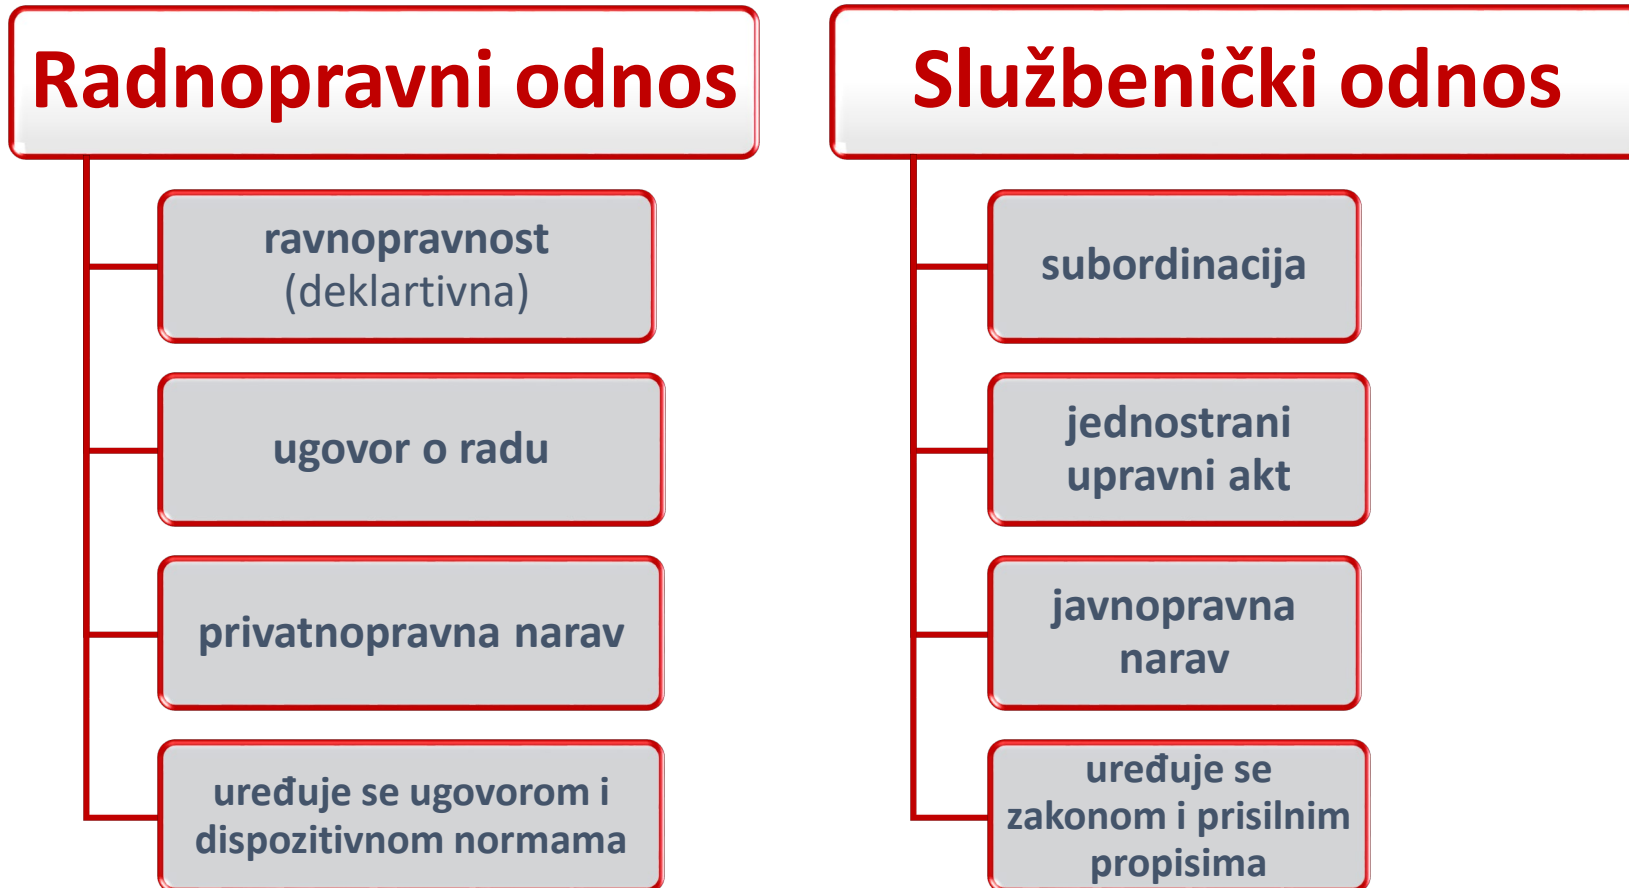 Radnopravni odnos
ravnopravnost
(deklartivna)
ugovor o radu
privatnopravna narav
uređuje se ugovorom i
dispozitivnom normama
Službenički odnos
subordinacija
jednostrani
upravni akt
javnopravna
narav
uređuje se
zakonom i prisilnim
propisima